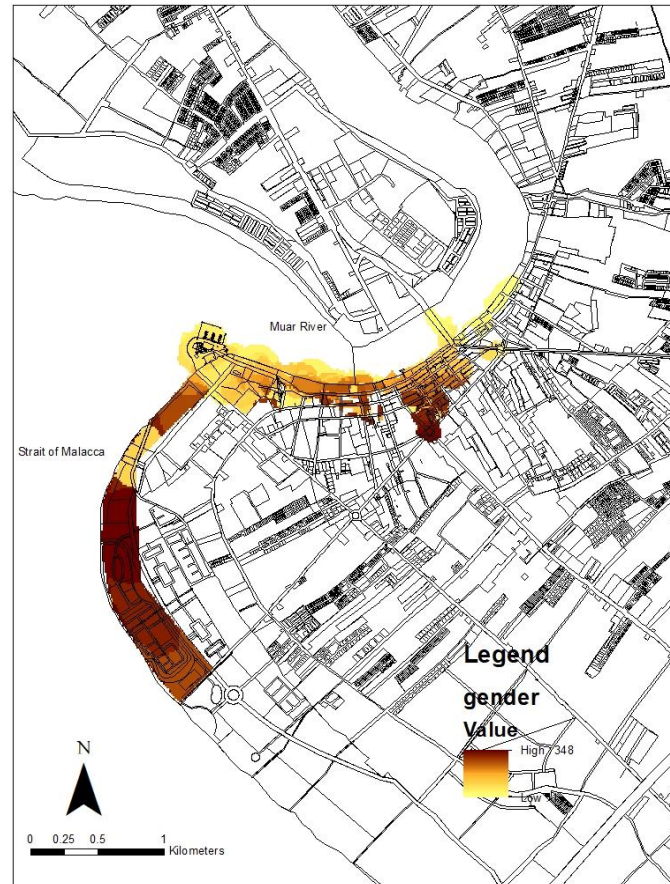 Muar River
Strait of Malacca
Legend
gender
Value
High : 348
Low
N
0 0.25 0.5 1
Kilometers